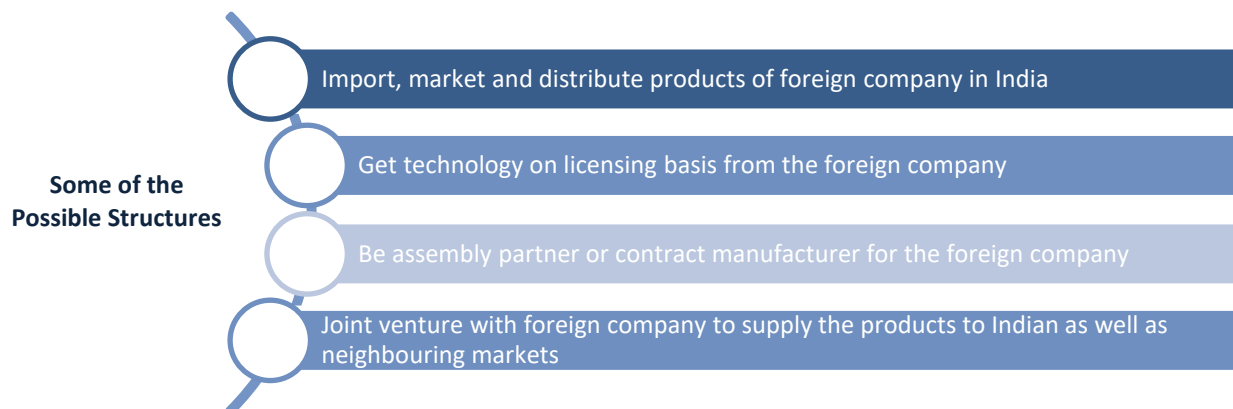 Import, market and distribute products of foreign company in India
Get technology on licensing basis from the foreign company
Some of the
Possible Structures
Be assembly partner or contract manufacturer for the foreign company
Joint venture with foreign company to supply the products to Indian as well as
neighbouring markets